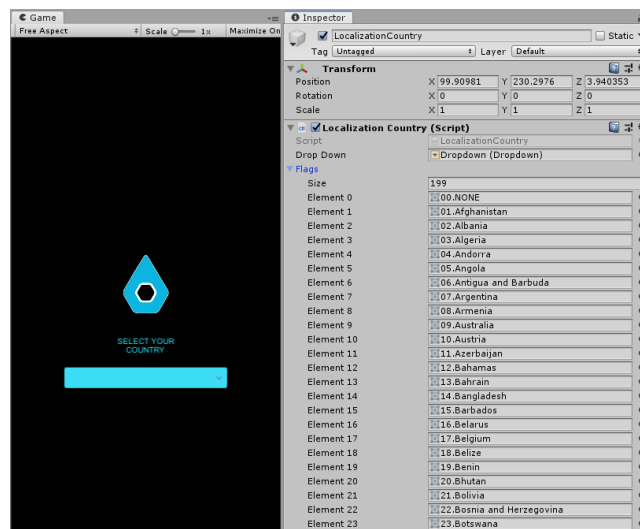 Game
Free Aspect
Scale
1x
Maximize On
SELECT YOUR
COUNTRY
Inspector
LocalizationCountry
Static
Tag Untagged Layer Default
Transform
Position X 99.90981 Y 230.2976 Z 3.940353
Rotation X 0 Y 0 Z 0
Scale X 1 Y 1 Z 1
Localization Country (Script)
Script LocalizationCountry
Drop Down Dropdown (Dropdown)
Flags
Size 199
Element 0 00.NONE
Element 1 01.Afghanistan
Element 2 02.Albania
Element 3 03.Algeria
Element 4 04.Andorra
Element 5 05.Angola
Element 6 06.Antigua and Barbuda
Element 7 07.Argentina
Element 8 08.Armenia
Element 9 09.Australia
Element 10 10.Austria
Element 11 11.Azerbaijan
Element 12 12.Bahamas
Element 13 13.Bahrain
Element 14 14.Bangladesh
Element 15 15.Barbados
Element 16 16.Belarus
Element 17 17.Belgium
Element 18 18.Belize
Element 19 19.Benin
Element 20 20.Bhutan
Element 21 21.Bolivia
Element 22 22.Bosnia and Herzegovina
Element 23 23.Botswana